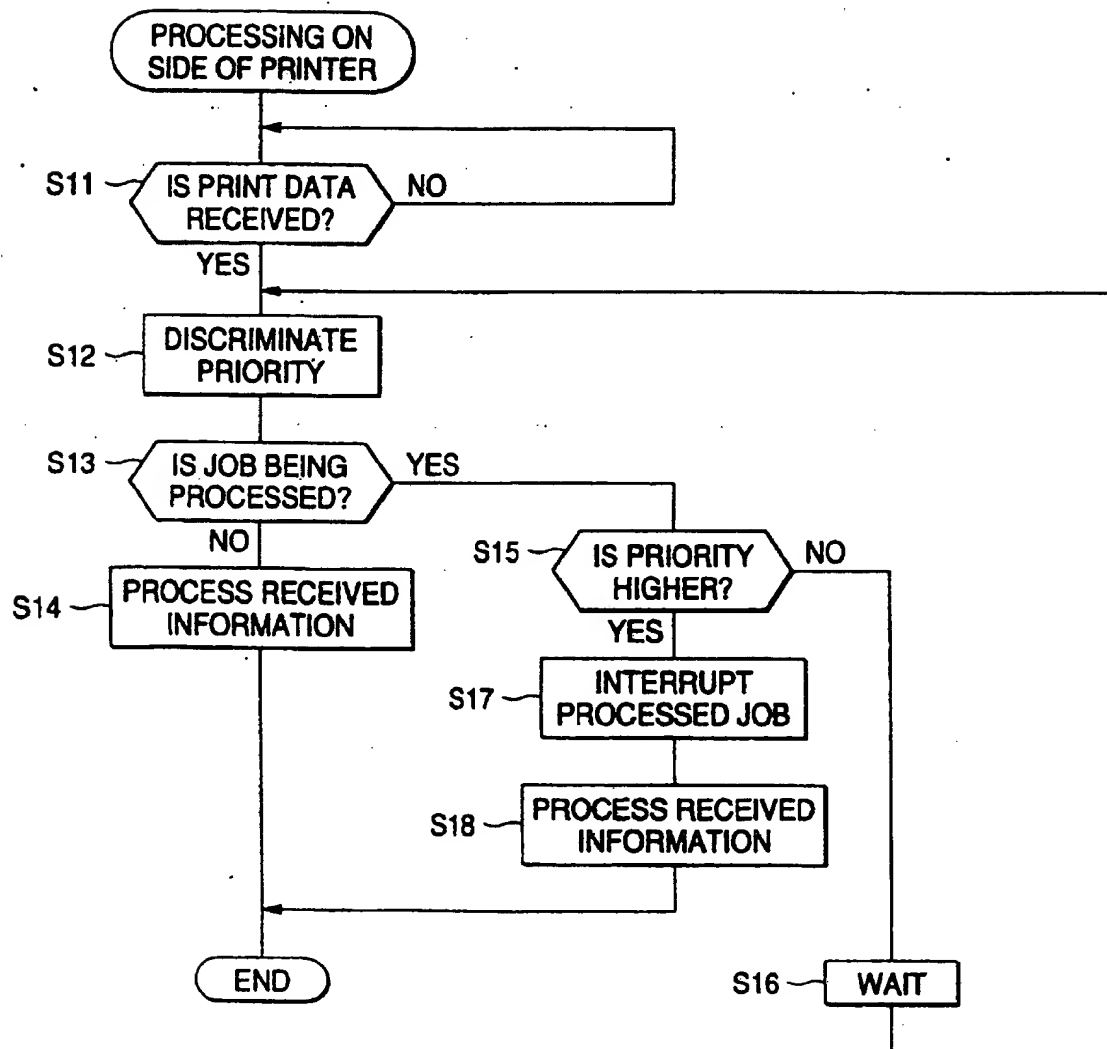 PROCESSING ON
SIDE OF PRINTER
S11
IS PRINT DATA
RECEIVED?
NO
YES
S12
DISCRIMINATE
PRIORITY
S13
IS JOB BEING
PROCESSED?
YES
NO
S14
PROCESS RECEIVED
INFORMATION
S15
IS PRIORITY
HIGHER?
NO
YES
S17
INTERRUPT
PROCESSED JOB
S18
PROCESS RECEIVED
INFORMATION
S16
WAIT
END